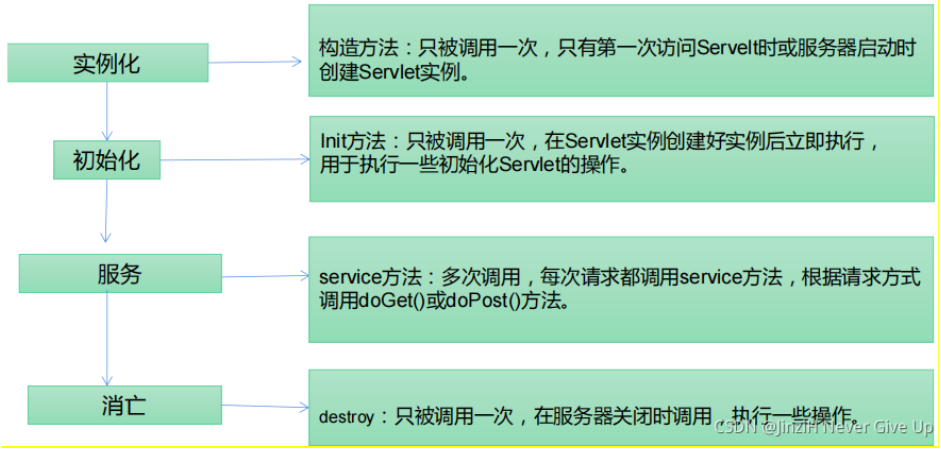 实例化
构造方法：只被调用一次，只有第一次访问Servelt时或服务器启动时
创建Servlet实例。
初始化
Init方法：只被调用一次，在Servlet实例创建好实例后立即执行，
用于执行一些初始化Servlet的操作。
服务
service方法：多次调用，每次请求都调用service方法，根据请求方式
调用doGet()或doPost()方法。
消亡
destroy：只被调用一次，在服务器关闭时调用，执行一些操作。
CSDN @JinziH Never Give Up